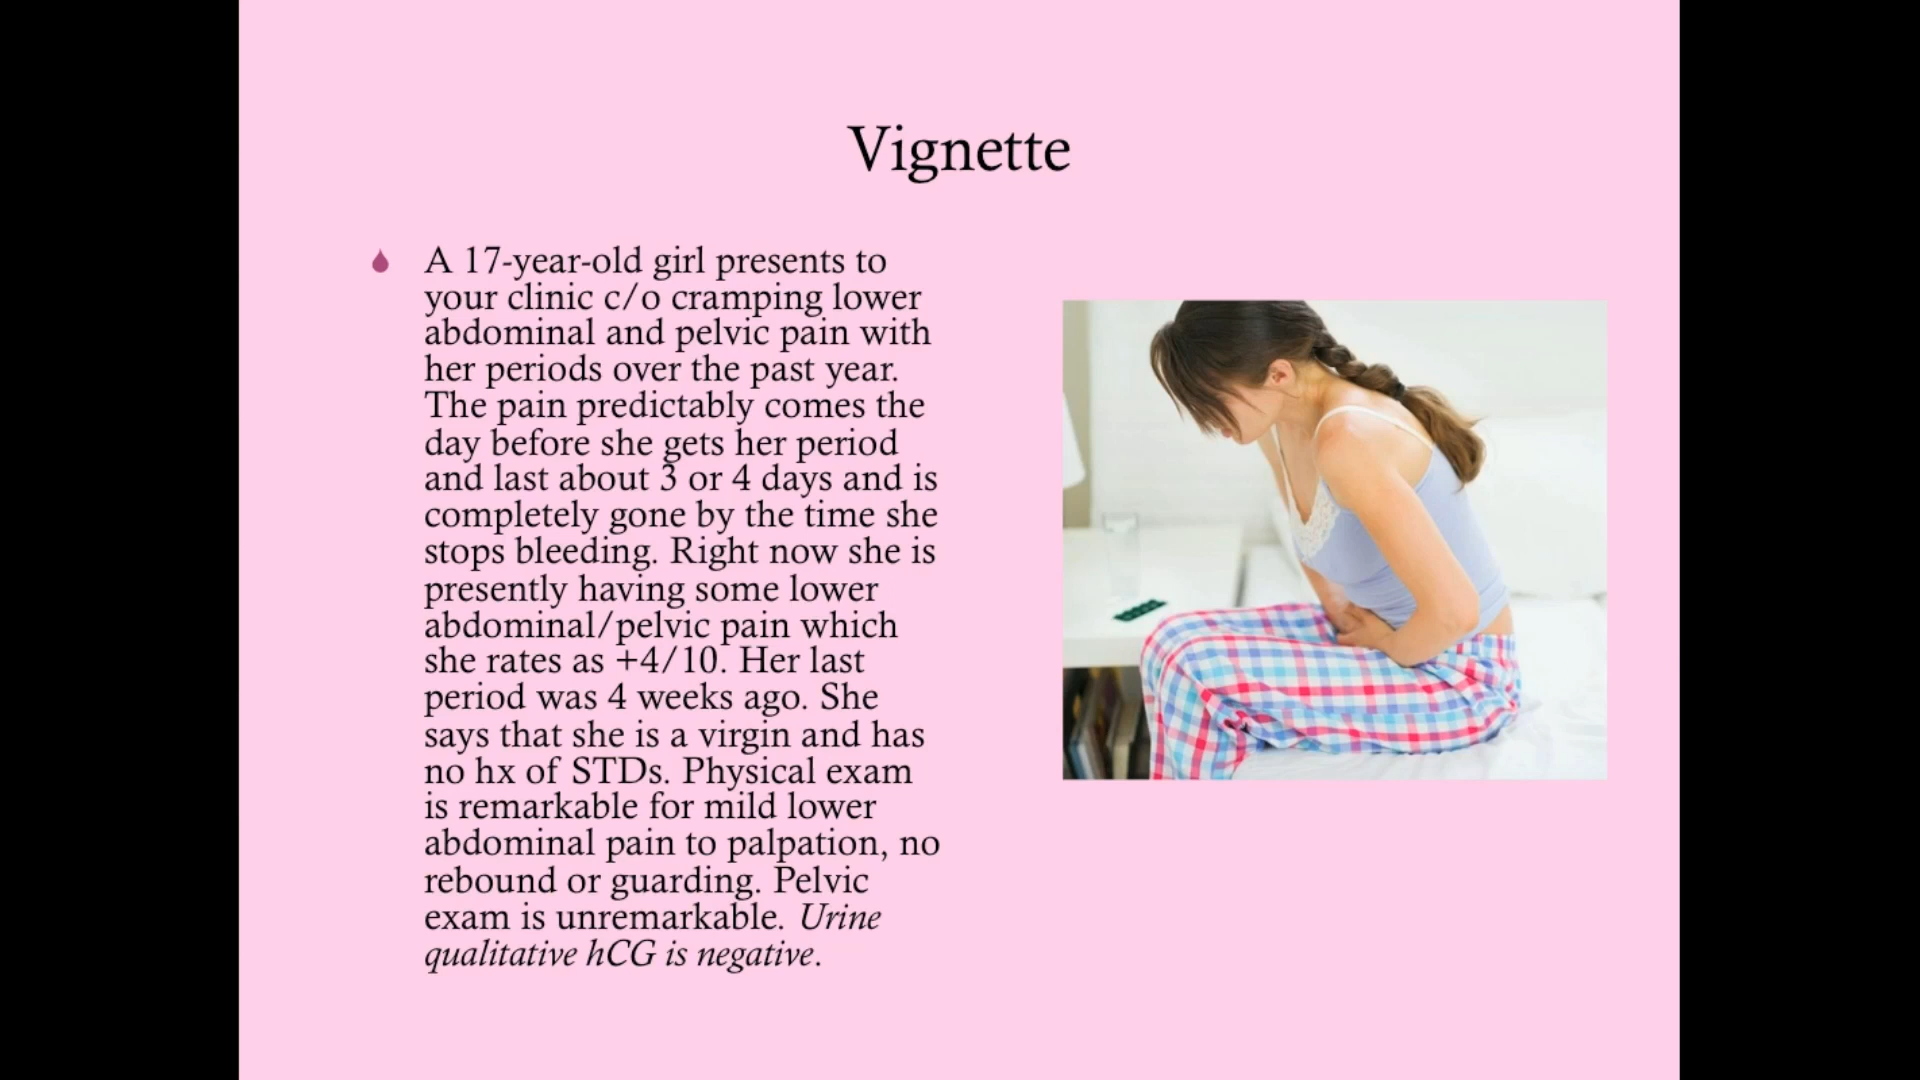 Vignette
A 17-year-old girl presents to
your clinic c/o cramping lower
abdominal and pelvic pain with
her periods over the past year.
The pain predictably comes the
day before she gets her period
and last about 3 or 4 days and is
completely gone by the time she
stops bleeding. Right now she is
presently having some lower
abdominal/pelvic pain which
she rates as +4/10. Her last
period was 4 weeks ago. She
says that she is a virgin and has
no hx of STDs. Physical exam
is remarkable for mild lower
abdominal pain to palpation, no
rebound or guarding. Pelvic
exam is unremarkable. Urine
qualitative hCG is negative.